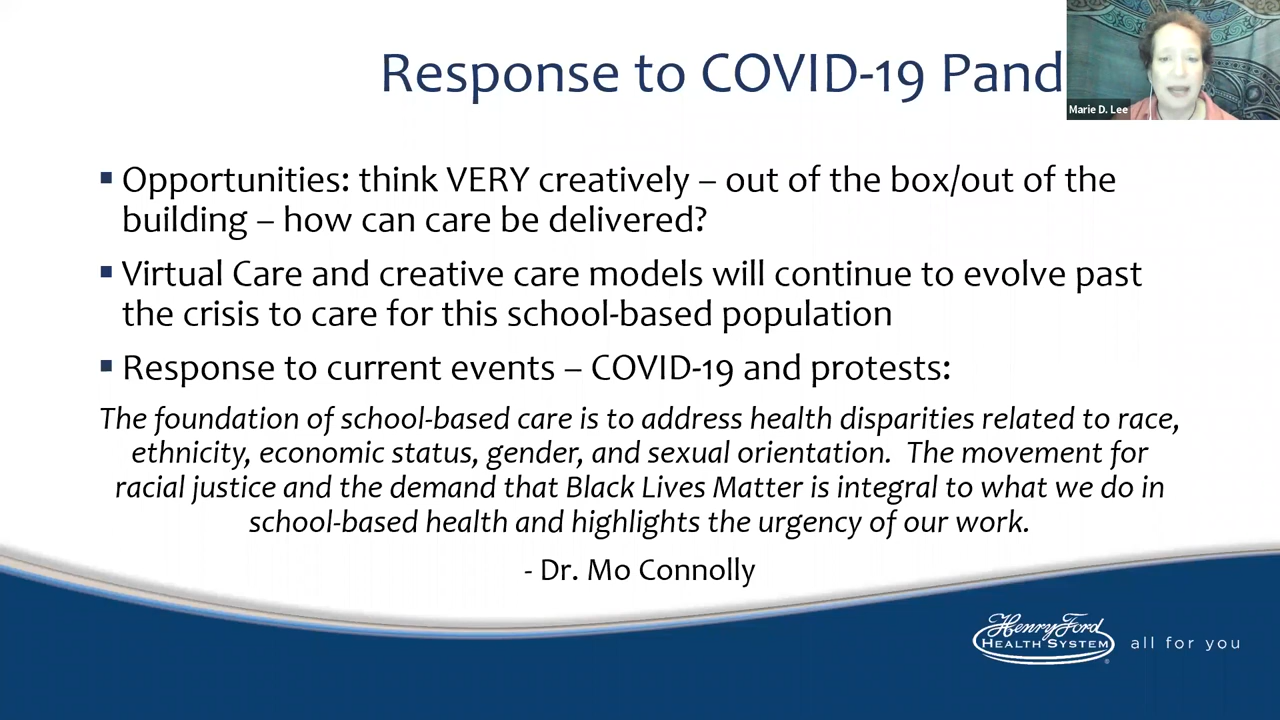 Response to COVID-19 Pand
Marie D. Lee
▪ Opportunities: think VERY creatively – out of the box/out of the
building – how can care be delivered?
▪ Virtual Care and creative care models will continue to evolve past
the crisis to care for this school-based population
▪ Response to current events – COVID-19 and protests:
The foundation of school-based care is to address health disparities related to race,
ethnicity, economic status, gender, and sexual orientation.  The movement for
racial justice and the demand that Black Lives Matter is integral to what we do in
school-based health and highlights the urgency of our work.
- Dr. Mo Connolly
Henry Ford
HEALTH SYSTEM
all for you